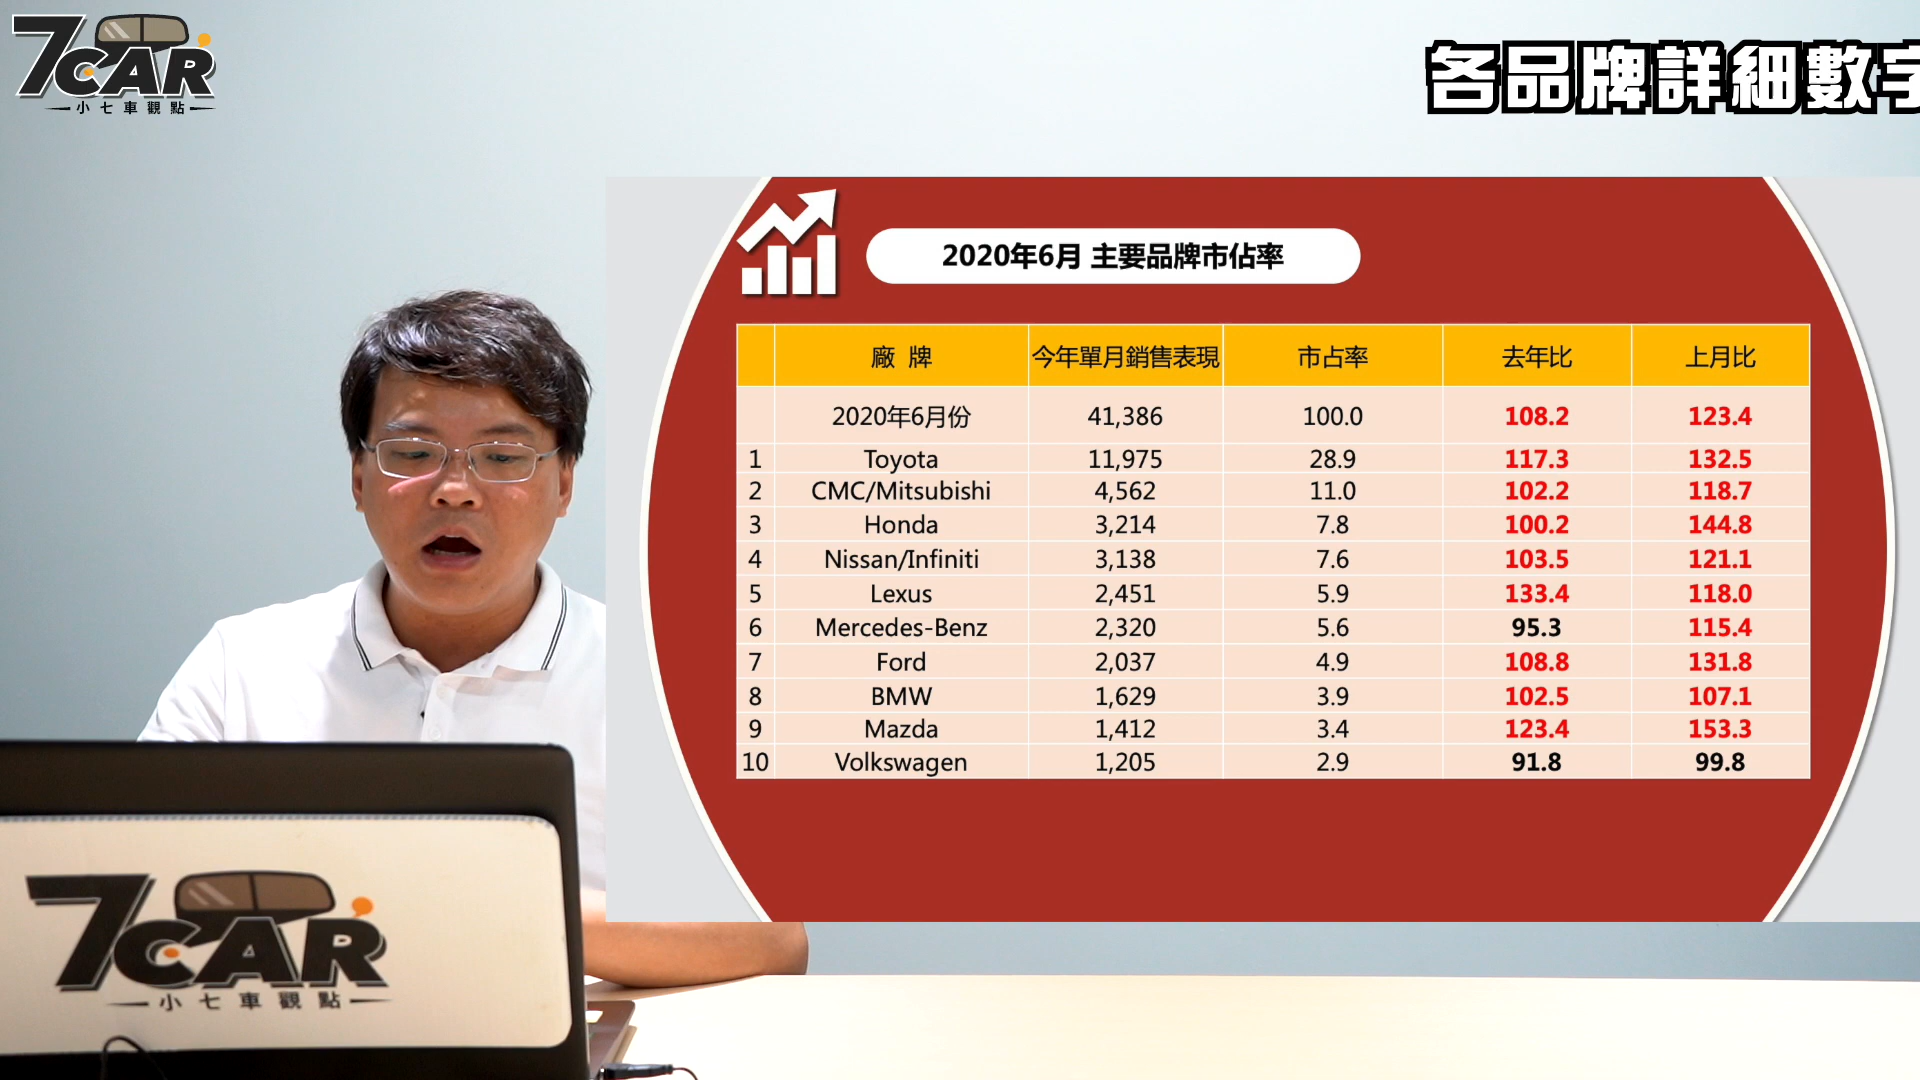 7CAR
小七車觀點
各品牌詳細數字
2020年6月 主要品牌市佔率
廠 牌 今年單月銷售表現 市占率 去年比 上月比
2020年6月份 41,386 100.0 108.2 123.4
1 Toyota 11,975 28.9 117.3 132.5
2 CMC/Mitsubishi 4,562 11.0 102.2 118.7
3 Honda 3,214 7.8 100.2 144.8
4 Nissan/Infiniti 3,138 7.6 103.5 121.1
5 Lexus 2,451 5.9 133.4 118.0
6 Mercedes-Benz 2,320 5.6 95.3 115.4
7 Ford 2,037 4.9 108.8 131.8
8 BMW 1,629 3.9 102.5 107.1
9 Mazda 1,412 3.4 123.4 153.3
10 Volkswagen 1,205 2.9 91.8 99.8
7CAR
小七車觀點